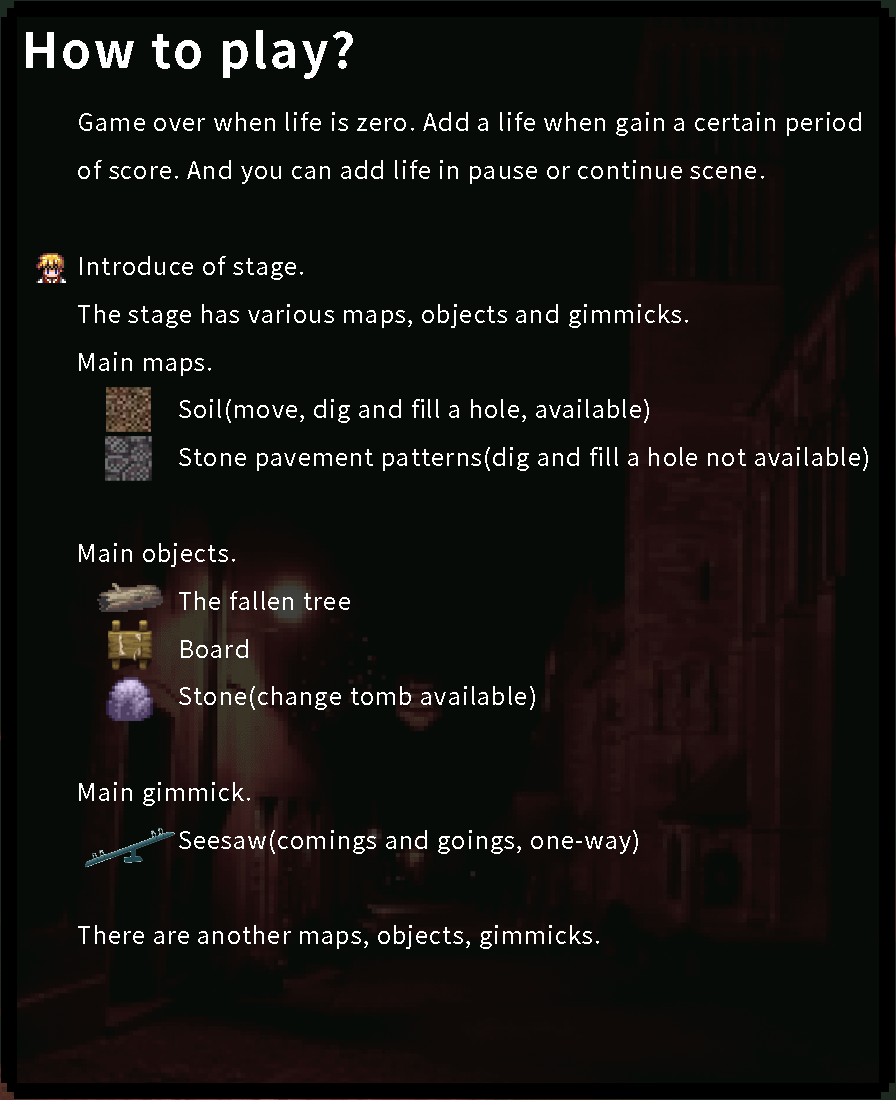 How to play?
Game over when life is zero. Add a life when gain a certain period
of score. And you can add life in pause or continue scene.
Introduce of stage.
The stage has various maps, objects and gimmicks.
Main maps.
Soil(move, dig and fill a hole, available)
Stone pavement patterns(dig and fill a hole not available)
Main objects.
The fallen tree
Board
Stone(change tomb available)
Main gimmick.
Seesaw(comings and goings, one-way)
There are another maps, objects, gimmicks.